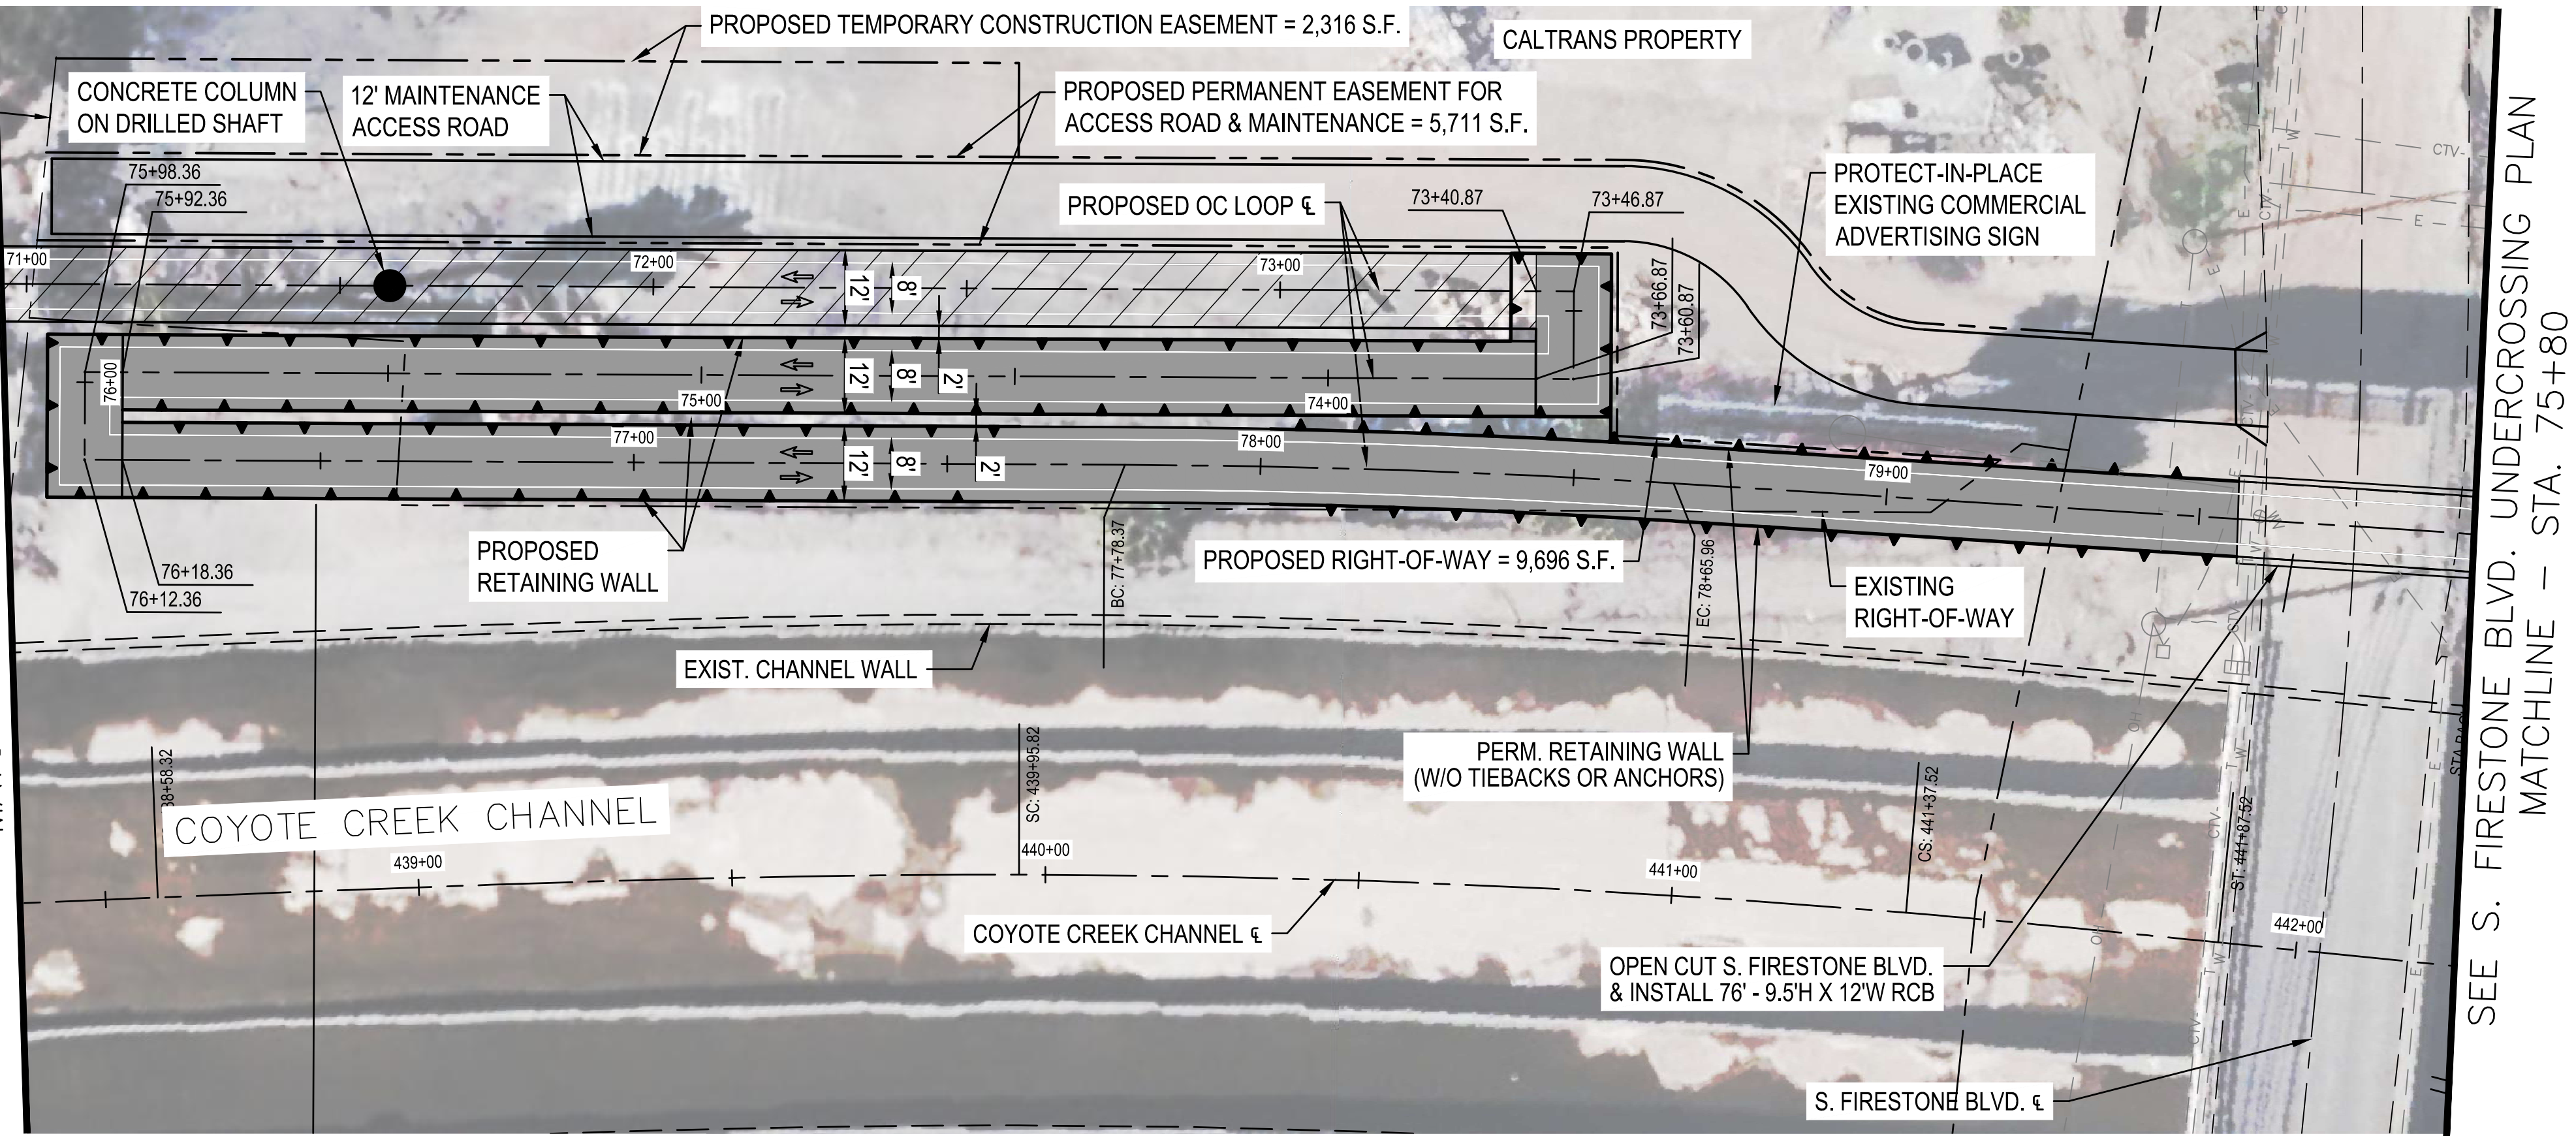 PROPOSED TEMPORARY CONSTRUCTION EASEMENT = 2,316 S.F.
CALTRANS PROPERTY
CONCRETE COLUMN
ON DRILLED SHAFT
12' MAINTENANCE
ACCESS ROAD
PROPOSED PERMANENT EASEMENT FOR
ACCESS ROAD & MAINTENANCE = 5,711 S.F.
PROTECT-IN-PLACE
EXISTING COMMERCIAL
ADVERTISING SIGN
75+98.36
75+92.36
PROPOSED OC LOOP ℄
73+40.87
73+46.87
71+00
72+00
73+00
12'
8'
73+66.87
73+60.87
76+00
75+00
74+00
12'
8'
2'
77+00
78+00
79+00
12'
8'
2'
76+18.36
76+12.36
PROPOSED
RETAINING WALL
BC: 77+78.37
PROPOSED RIGHT-OF-WAY = 9,696 S.F.
EC: 78+65.96
EXISTING
RIGHT-OF-WAY
EXIST. CHANNEL WALL
PERM. RETAINING WALL
(W/O TIEBACKS OR ANCHORS)
38+58.32
COYOTE CREEK CHANNEL
SC: 439+95.82
CS: 441+37.52
ST: 441+87.52
439+00
440+00
441+00
442+00
COYOTE CREEK CHANNEL ℄
OPEN CUT S. FIRESTONE BLVD.
& INSTALL 76' - 9.5'H X 12'W RCB
S. FIRESTONE BLVD. ℄
CTV-
E
CTV
T
W
E
E
T
W
CTV-
E
OH
OH
CTV-
T
W
E
SEE S. FIRESTONE BLVD. UNDERCROSSING PLAN
MATCHLINE - STA. 75+80